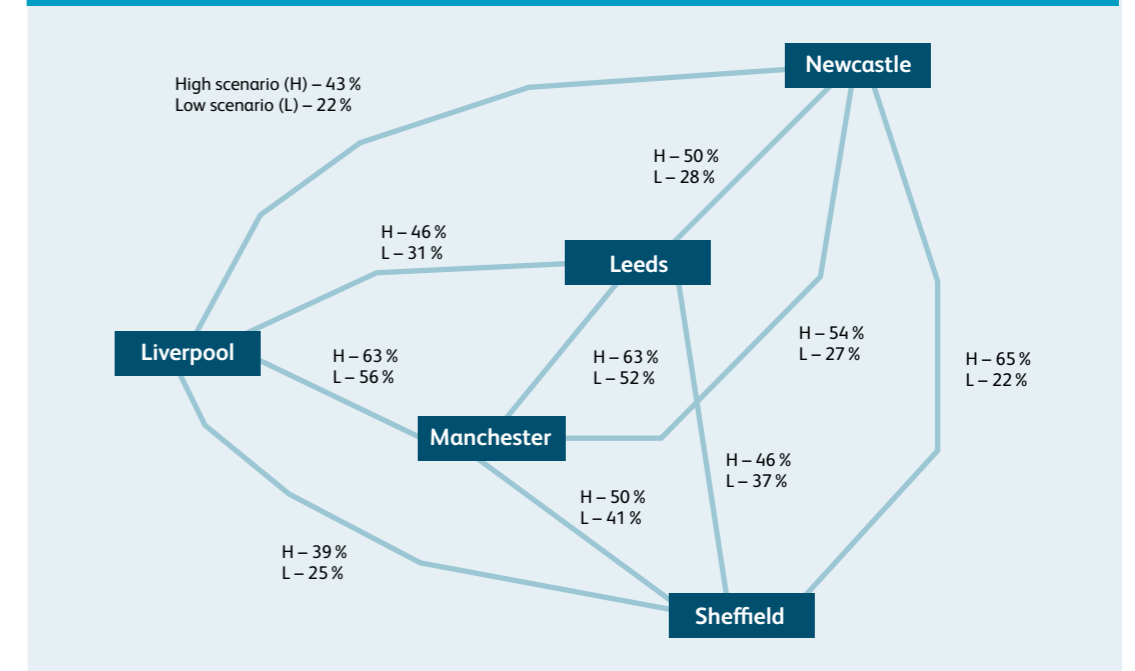 Newcastle
High scenario (H) – 43 %
Low scenario (L) – 22 %
H – 50 %
L – 28 %
H – 46 %
L – 31 %
Leeds
Liverpool
H – 63 %
L – 56 %
H – 63 %
L – 52 %
H – 54 %
L – 27 %
H – 65 %
L – 22 %
Manchester
H – 46 %
L – 37 %
H – 50 %
L – 41 %
H – 39 %
L – 25 %
Sheffield